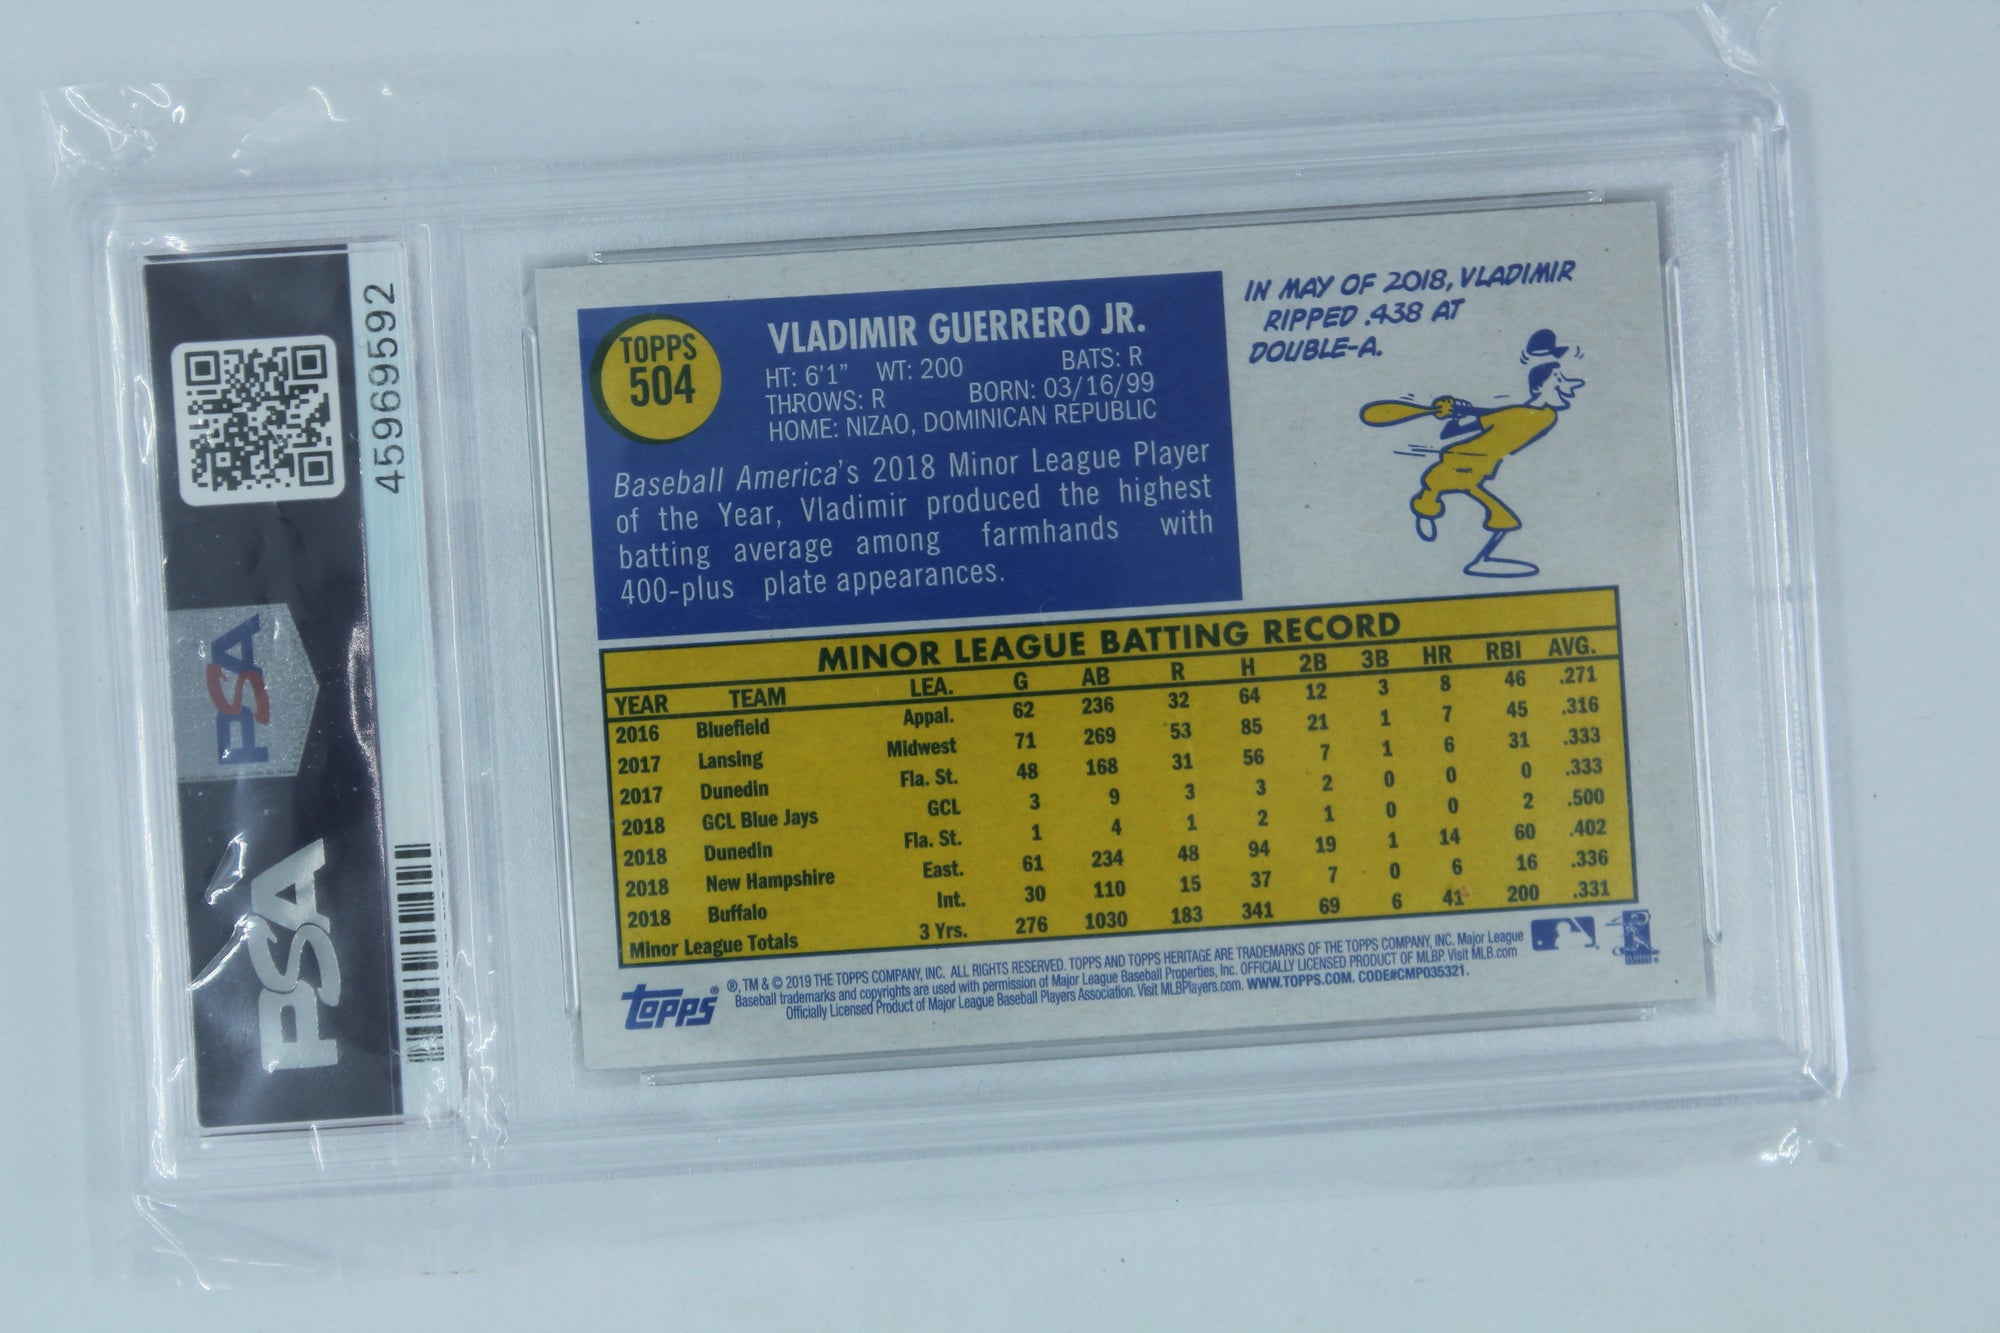 45969592
PSA
PSA
TOPPS
504
VLADIMIR GUERRERO JR.
HT: 6'1" WT: 200 BATS: R
THROWS: R BORN: 03/16/99
HOME: NIZAO, DOMINICAN REPUBLIC
Baseball America's 2018 Minor League Player
of the Year, Vladimir produced the highest
batting average among farmhands with
400-plus plate appearances.
IN MAY OF 2018, VLADIMIR
RIPPED .438 AT
DOUBLE-A.
MINOR LEAGUE BATTING RECORD
YEAR TEAM LEA. G AB R H 2B 3B HR RBI AVG.
2016 Bluefield Appal. 62 236 32 64 12 3 8 46 .271
2017 Lansing Midwest 71 269 53 85 21 1 7 45 .316
2017 Dunedin Fla. St. 48 168 31 56 7 1 6 31 .333
2018 GCL Blue Jays GCL 3 9 3 3 2 0 0 0 .333
2018 Dunedin Fla. St. 1 4 1 2 1 0 0 2 .500
2018 New Hampshire East. 61 234 48 94 19 1 14 60 .402
2018 Buffalo Int. 30 110 15 37 7 0 6 16 .336
Minor League Totals 3 Yrs. 276 1030 183 341 69 6 41 200 .331
topps®
®, TM & © 2019 THE TOPPS COMPANY, INC. ALL RIGHTS RESERVED. TOPPS AND TOPPS HERITAGE ARE TRADEMARKS OF THE TOPPS COMPANY, INC. Major League
Baseball trademarks and copyrights are used with permission of Major League Baseball Properties, Inc. OFFICIALLY LICENSED PRODUCT OF MLBP. Visit MLB.com
Officially Licensed Product of Major League Baseball Players Association. Visit MLBPlayers.com. WWW.TOPPS.COM. CODE#CMP035321.